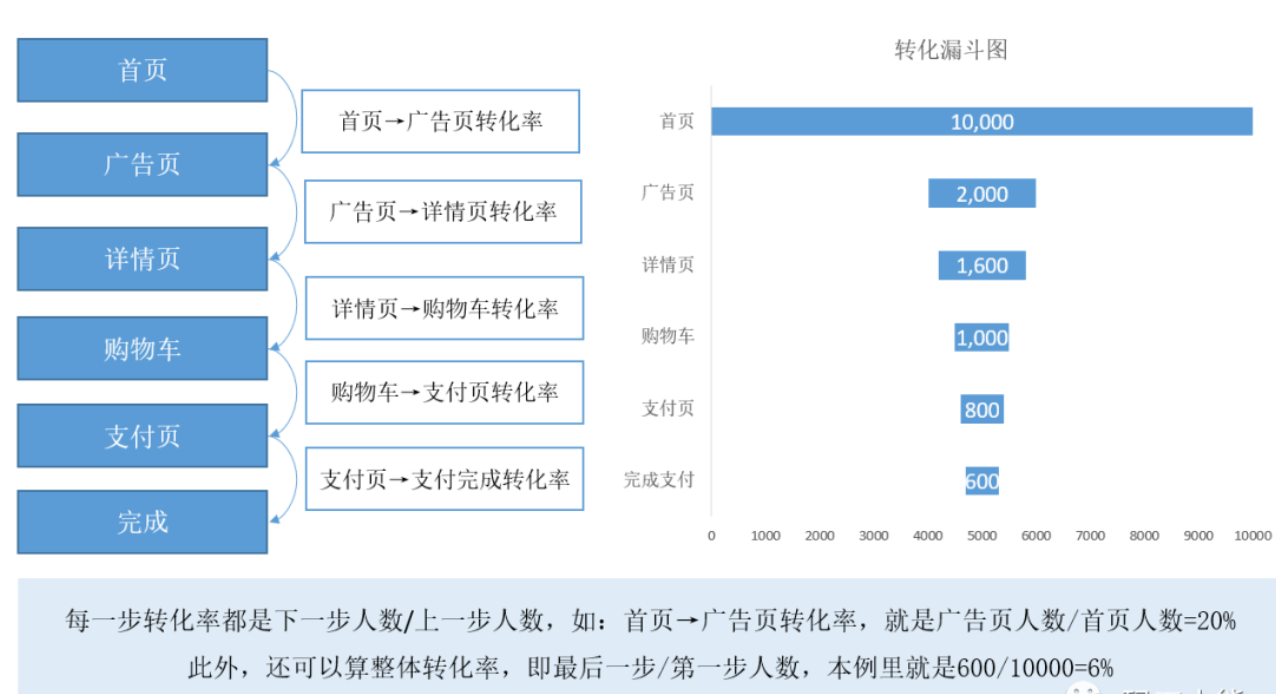 首页
广告页
详情页
购物车
支付页
完成
首页→广告页转化率
广告页→详情页转化率
详情页→购物车转化率
购物车→支付页转化率
支付页→支付完成转化率
转化漏斗图
首页 10,000
广告页 2,000
详情页 1,600
购物车 1,000
支付页 800
完成支付 600
0 1000 2000 3000 4000 5000 6000 7000 8000 9000 10000
每一步转化率都是下一步人数/上一步人数，如：首页→广告页转化率，就是广告页人数/首页人数=20%
此外，还可以算整体转化率，即最后一步/第一步人数，本例里就是600/10000=6%